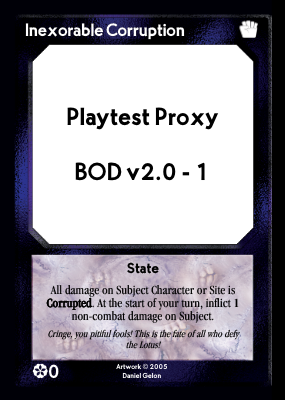 Inexorable Corruption
Playtest Proxy
BOD v2.0 - 1
State
All damage on Subject Character or Site is
Corrupted. At the start of your turn, inflict 1
non-combat damage on Subject.
Cringe, you pitiful fools! This is the fate of all who defy
the Lotus!
0
Artwork © 2005
Daniel Gelon